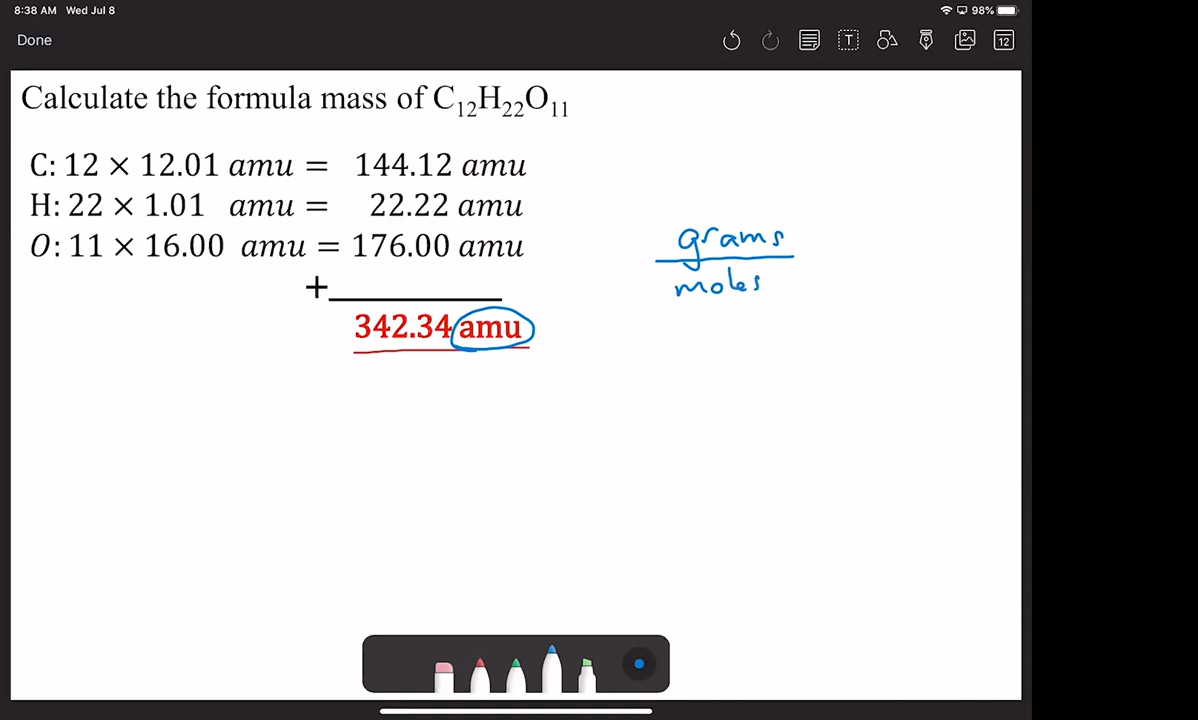 8:38 AM Wed Jul 8
98%
Done
T
12
Calculate the formula mass of C₁₂H₂₂O₁₁
C: 12 × 12.01 amu = 144.12 amu
H: 22 × 1.01 amu = 22.22 amu
O: 11 × 16.00 amu = 176.00 amu
+
342.34 amu
grams
moles